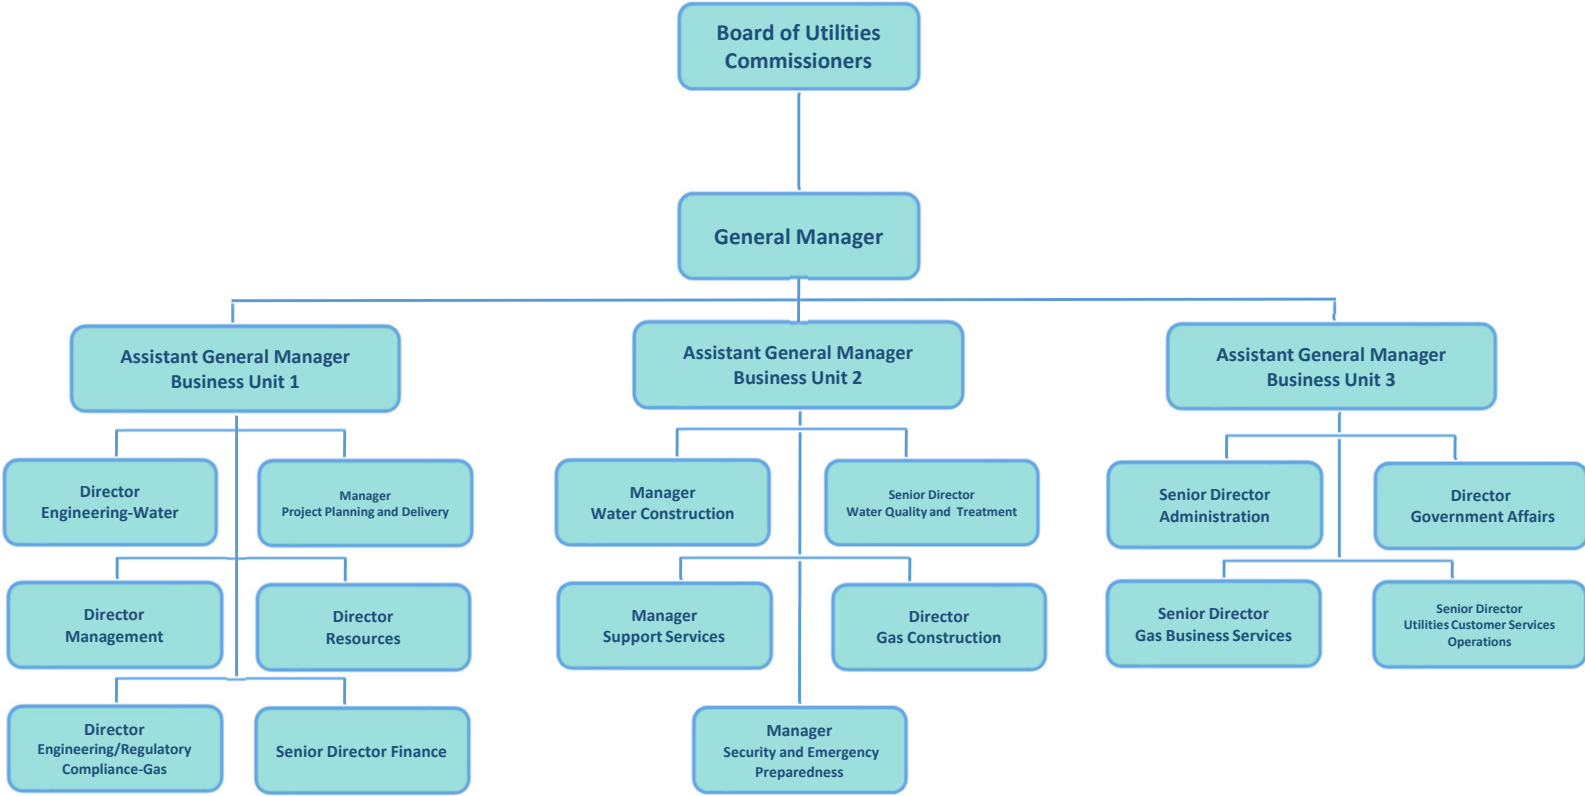 Board of Utilities
Commissioners
General Manager
Assistant General Manager
Business Unit 1
Assistant General Manager
Business Unit 2
Assistant General Manager
Business Unit 3
Director
Engineering-Water
Manager
Project Planning and Delivery
Manager
Water Construction
Senior Director
Water Quality and Treatment
Senior Director
Administration
Director
Government Affairs
Director
Management
Director
Resources
Manager
Support Services
Director
Gas Construction
Senior Director
Gas Business Services
Senior Director
Utilities Customer Services
Operations
Director
Engineering/Regulatory
Compliance-Gas
Senior Director Finance
Manager
Security and Emergency
Preparedness